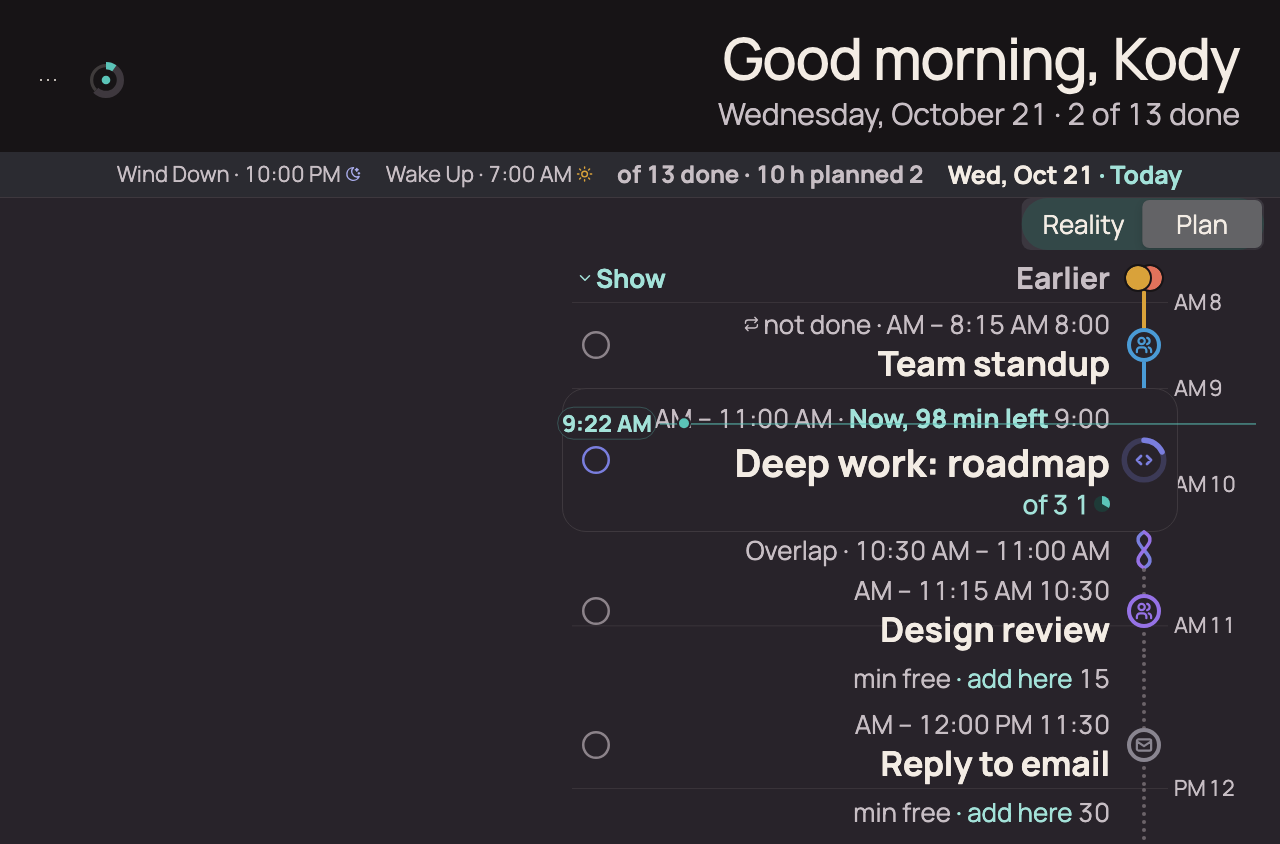 Good morning, Kody
Wednesday, October 21 · 2 of 13 done
Wind Down · 10:00 PM Wake Up · 7:00 AM of 13 done · 10 h planned 2 Wed, Oct 21 · Today
Reality Plan
Show Earlier
AM 8
not done · AM – 8:15 AM 8:00
Team standup
AM 9
9:22 AM AM – 11:00 AM · Now, 98 min left 9:00
Deep work: roadmap
AM 10
of 3 1
Overlap · 10:30 AM – 11:00 AM
AM – 11:15 AM 10:30
Design review
AM 11
min free · add here 15
AM – 12:00 PM 11:30
Reply to email
PM 12
min free · add here 30